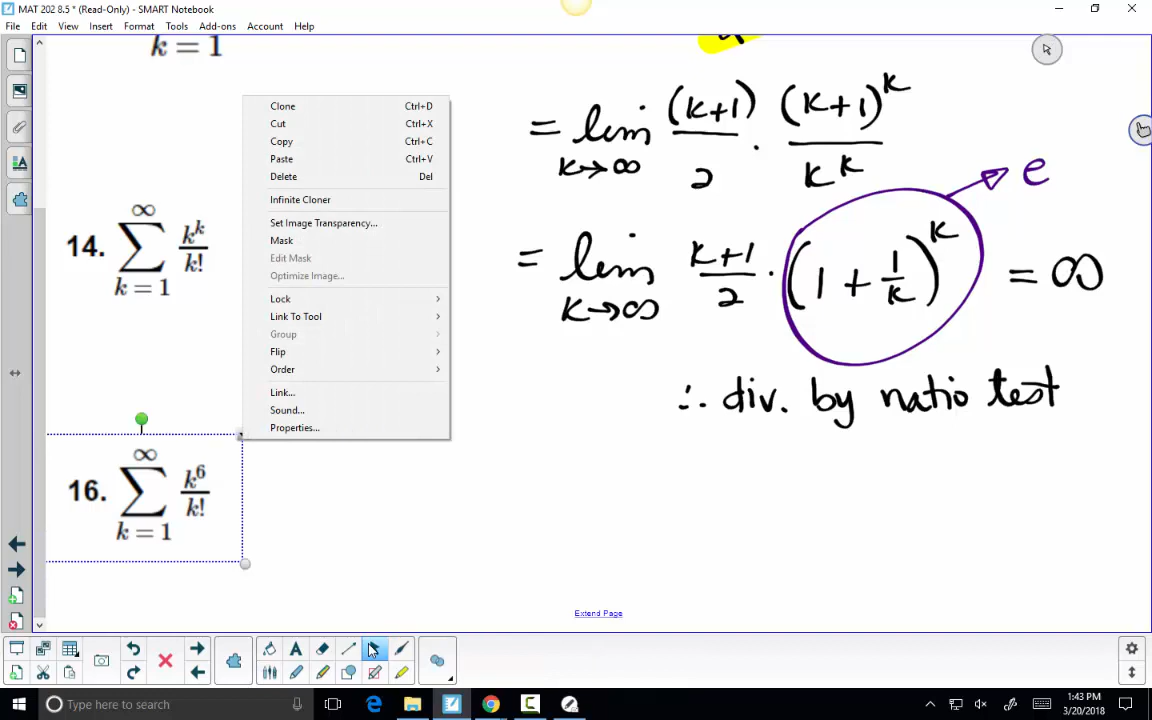 MAT 202 8.5 * (Read-Only) - SMART Notebook
File Edit View Insert Format Tools Add-ons Account Help
k = 1
= lim k→∞ (k+1)/2 · (k+1)^k/k^k
→ e
= lim k→∞ k+1/2 · (1 + 1/k)^k = ∞
∴ div. by ratio test
14. ∞ ∑ k = 1 k^k/k!
16. ∞ ∑ k = 1 k^6/k!
Clone Ctrl+D
Cut Ctrl+X
Copy Ctrl+C
Paste Ctrl+V
Delete Del
Infinite Cloner
Set Image Transparency...
Mask
Edit Mask
Optimize Image...
Lock
Link To Tool
Group
Flip
Order
Link...
Sound...
Properties...
Extend Page
Type here to search
1:43 PM
3/20/2018